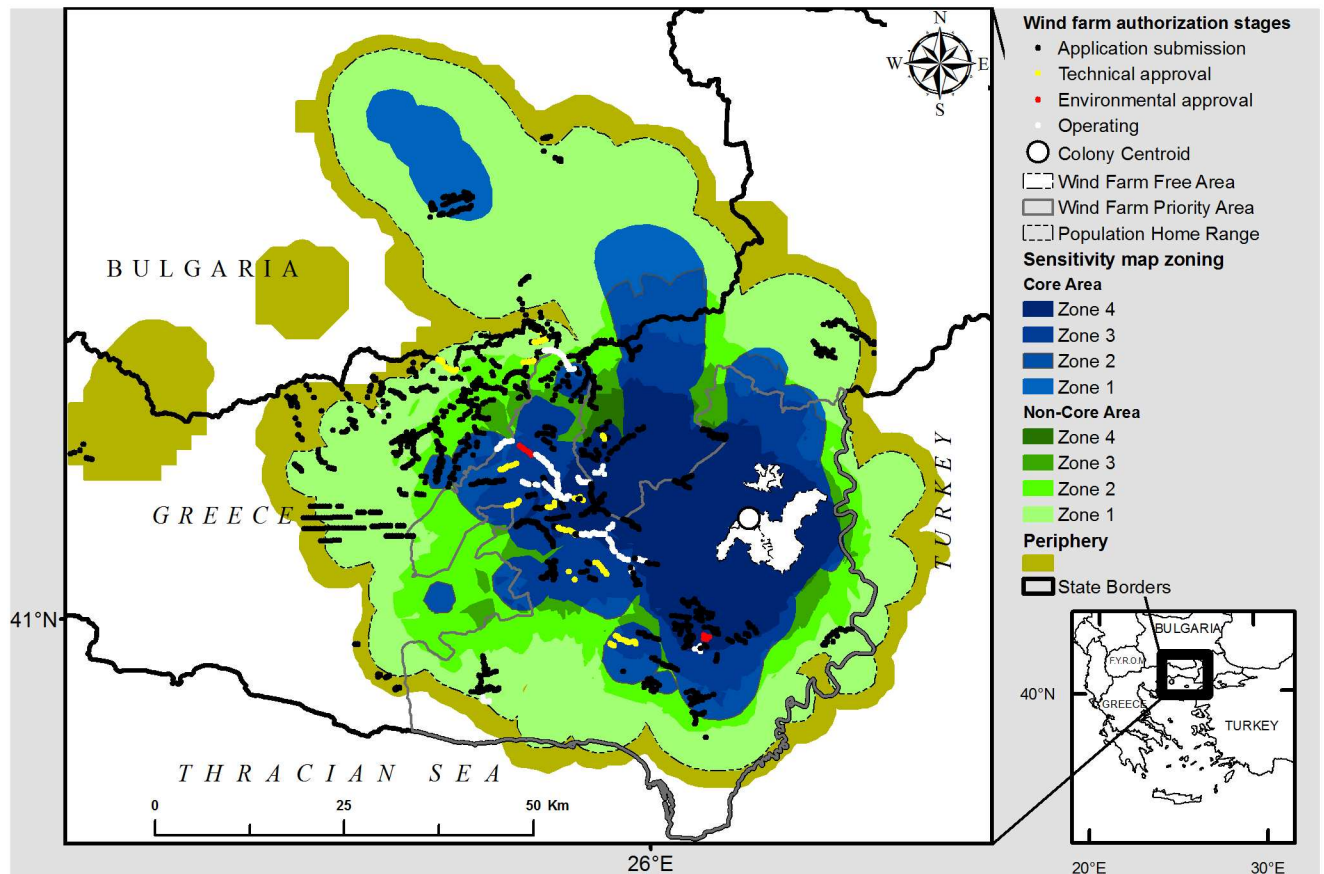 N
W E
S
BULGARIA
GREECE
TURKEY
THRACIAN SEA
41°N
26°E
0 25 50 Km
Wind farm authorization stages
Application submission
Technical approval
Environmental approval
Operating
Colony Centroid
Wind Farm Free Area
Wind Farm Priority Area
Population Home Range
Sensitivity map zoning
Core Area
Zone 4
Zone 3
Zone 2
Zone 1
Non-Core Area
Zone 4
Zone 3
Zone 2
Zone 1
Periphery
State Borders
BULGARIA
F.Y.R.O.M
GREECE
TURKEY
40°N
20°E 30°E